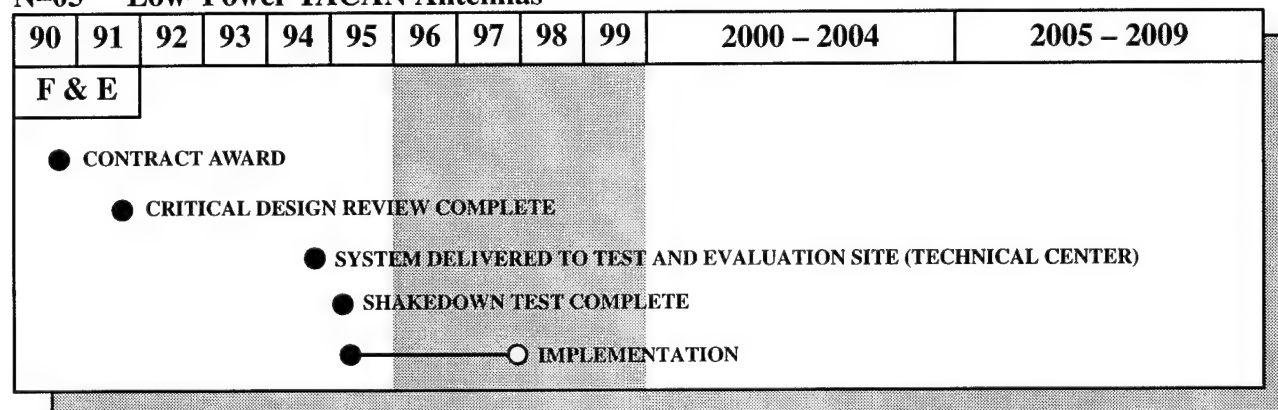 N-05 Low-Power TACAN Antennas
90 91 92 93 94 95 96 97 98 99 2000 – 2004 2005 – 2009
F & E
CONTRACT AWARD
CRITICAL DESIGN REVIEW COMPLETE
SYSTEM DELIVERED TO TEST AND EVALUATION SITE (TECHNICAL CENTER)
SHAKEDOWN TEST COMPLETE
IMPLEMENTATION